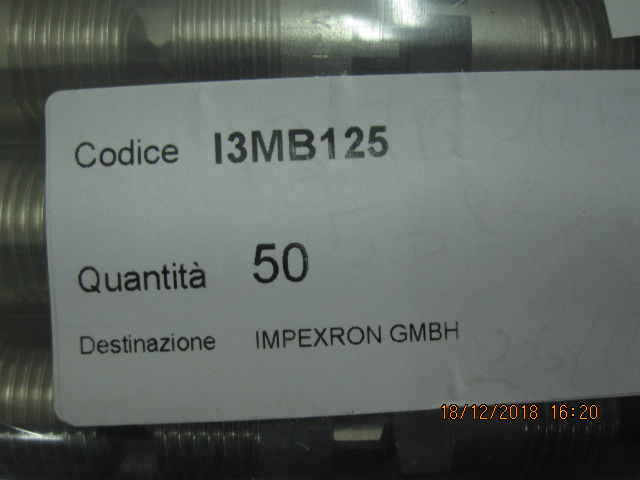 Codice I3MB125
Quantità 50
Destinazione IMPEXRON GMBH
18/12/2018 16:20